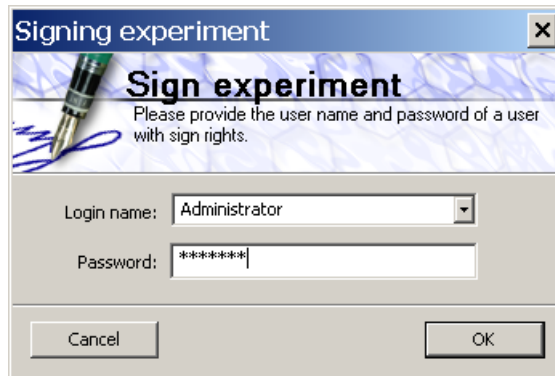 Signing experiment
Sign experiment
Please provide the user name and password of a user
with sign rights.
Login name: Administrator
Password: *******
Cancel OK